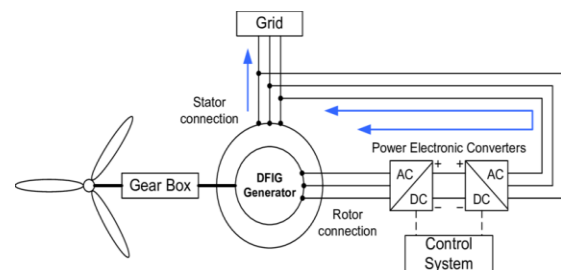 Grid
Stator
connection
Power Electronic Converters
DFIG
Generator
Gear Box
AC
DC
+
+
−
−
AC
DC
Rotor
connection
Control
System